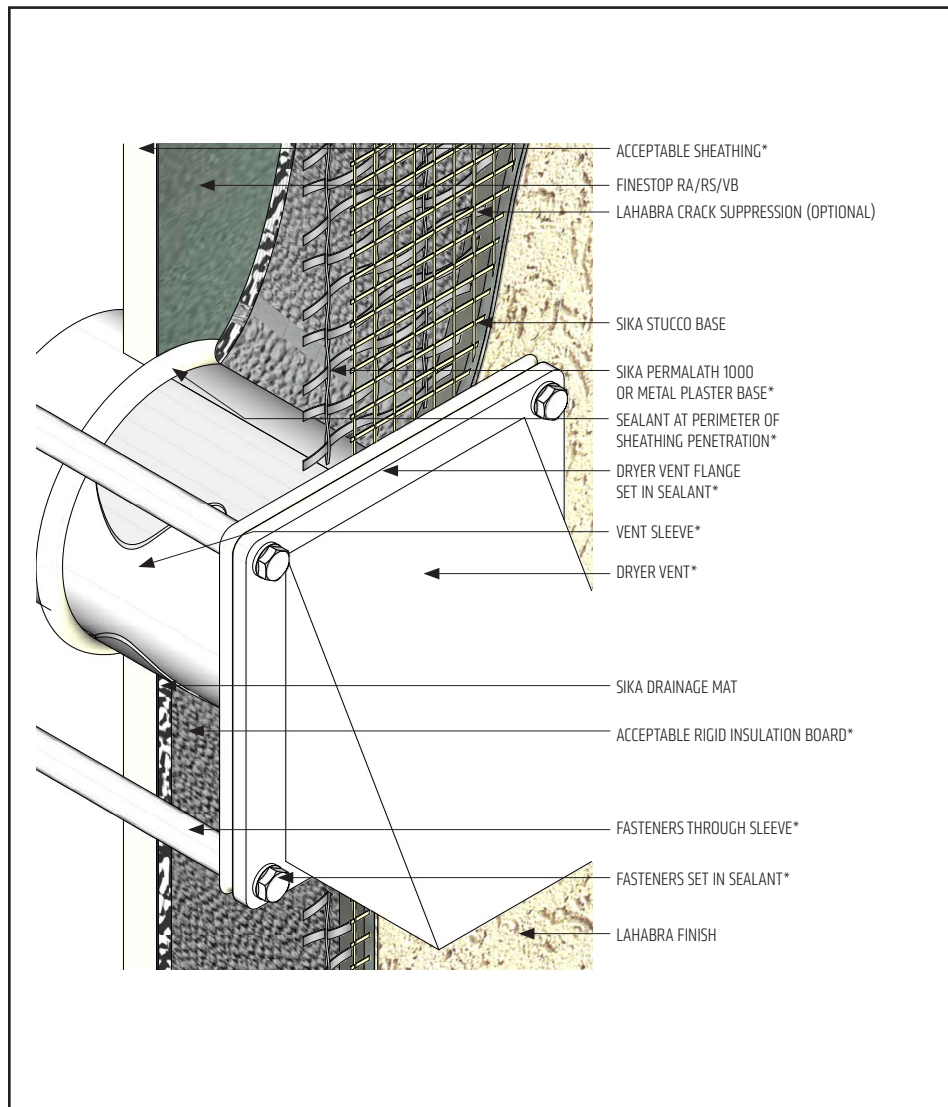 ACCEPTABLE SHEATHING*
FINESTOP RA/RS/VB
LAHABRA CRACK SUPPRESSION (OPTIONAL)
SIKA STUCCO BASE
SIKA PERMALATH 1000
OR METAL PLASTER BASE*
SEALANT AT PERIMETER OF
SHEATHING PENETRATION*
DRYER VENT FLANGE
SET IN SEALANT*
VENT SLEEVE*
DRYER VENT*
SIKA DRAINAGE MAT
ACCEPTABLE RIGID INSULATION BOARD*
FASTENERS THROUGH SLEEVE*
FASTENERS SET IN SEALANT*
LAHABRA FINISH